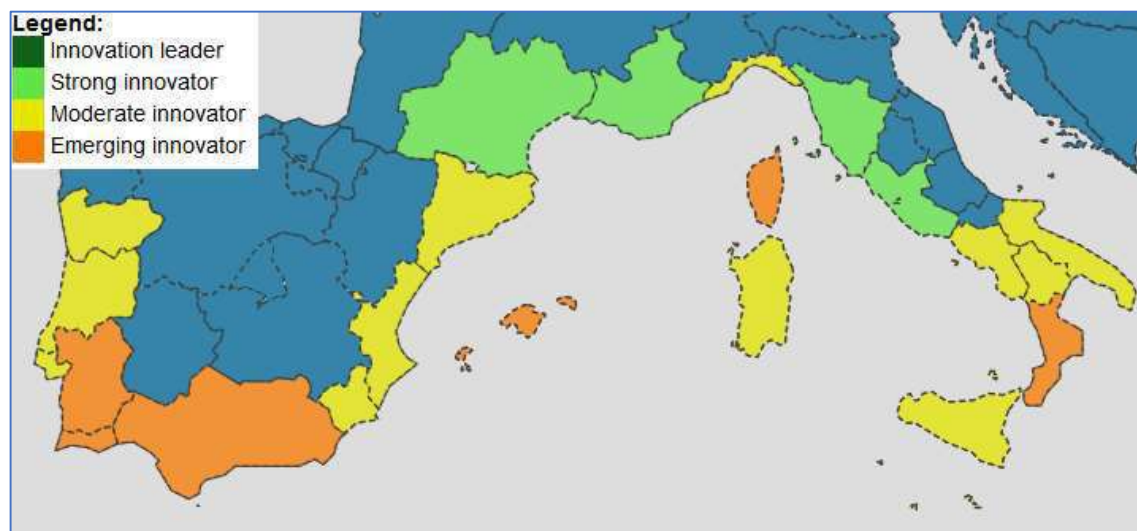 Legend:
Innovation leader
Strong innovator
Moderate innovator
Emerging innovator